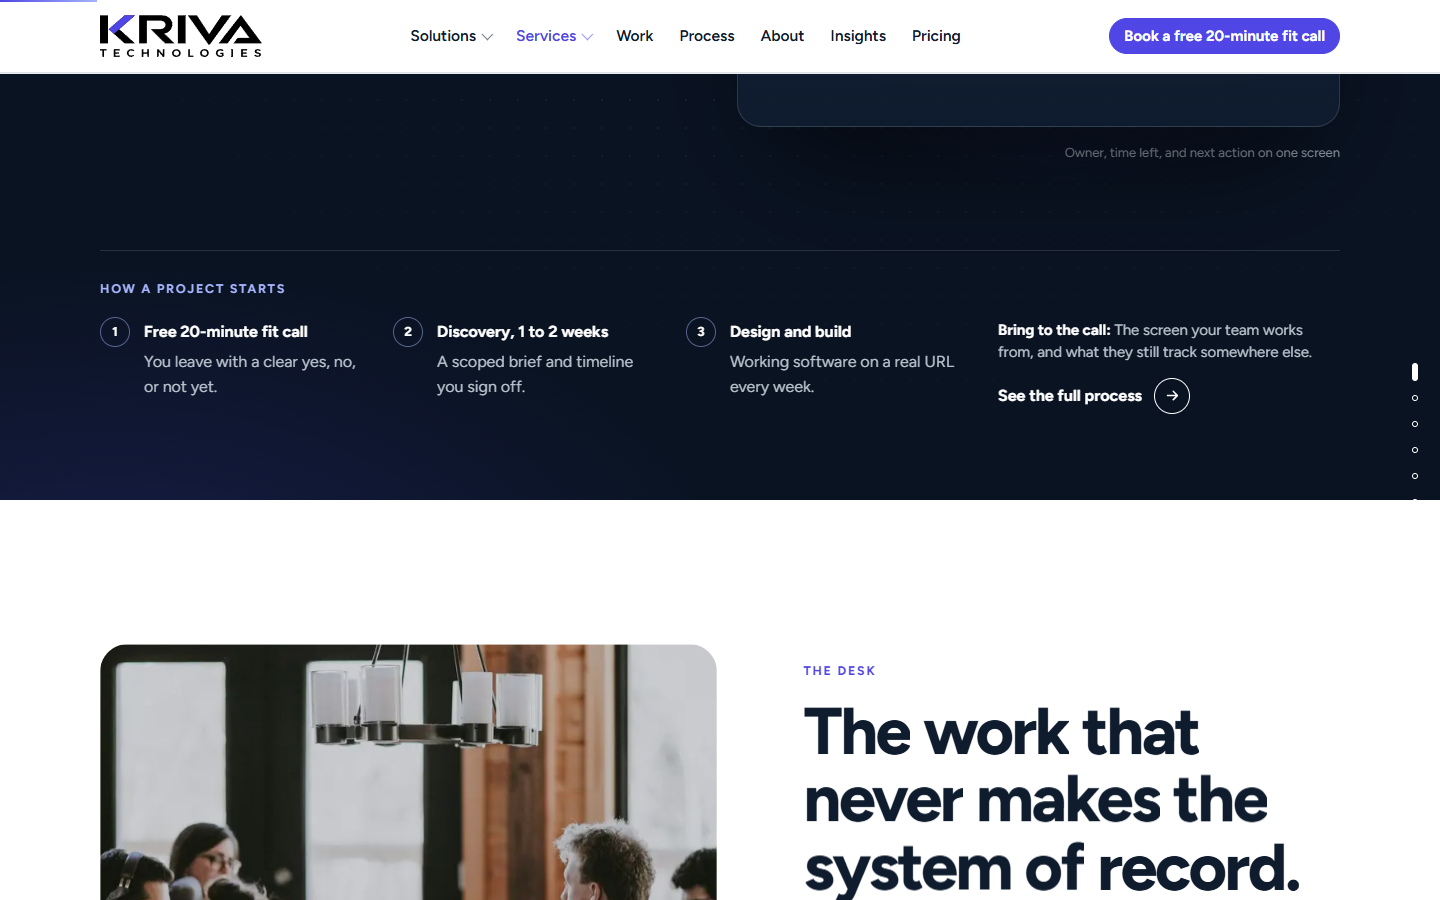 KRIVA
TECHNOLOGIES
Solutions
Services
Work
Process
About
Insights
Pricing
Book a free 20-minute fit call
Owner, time left, and next action on one screen
HOW A PROJECT STARTS
1
Free 20-minute fit call
You leave with a clear yes, no,
or not yet.
2
Discovery, 1 to 2 weeks
A scoped brief and timeline
you sign off.
3
Design and build
Working software on a real URL
every week.
Bring to the call: The screen your team works
from, and what they still track somewhere else.
See the full process
THE DESK
The work that
never makes the
system of record.